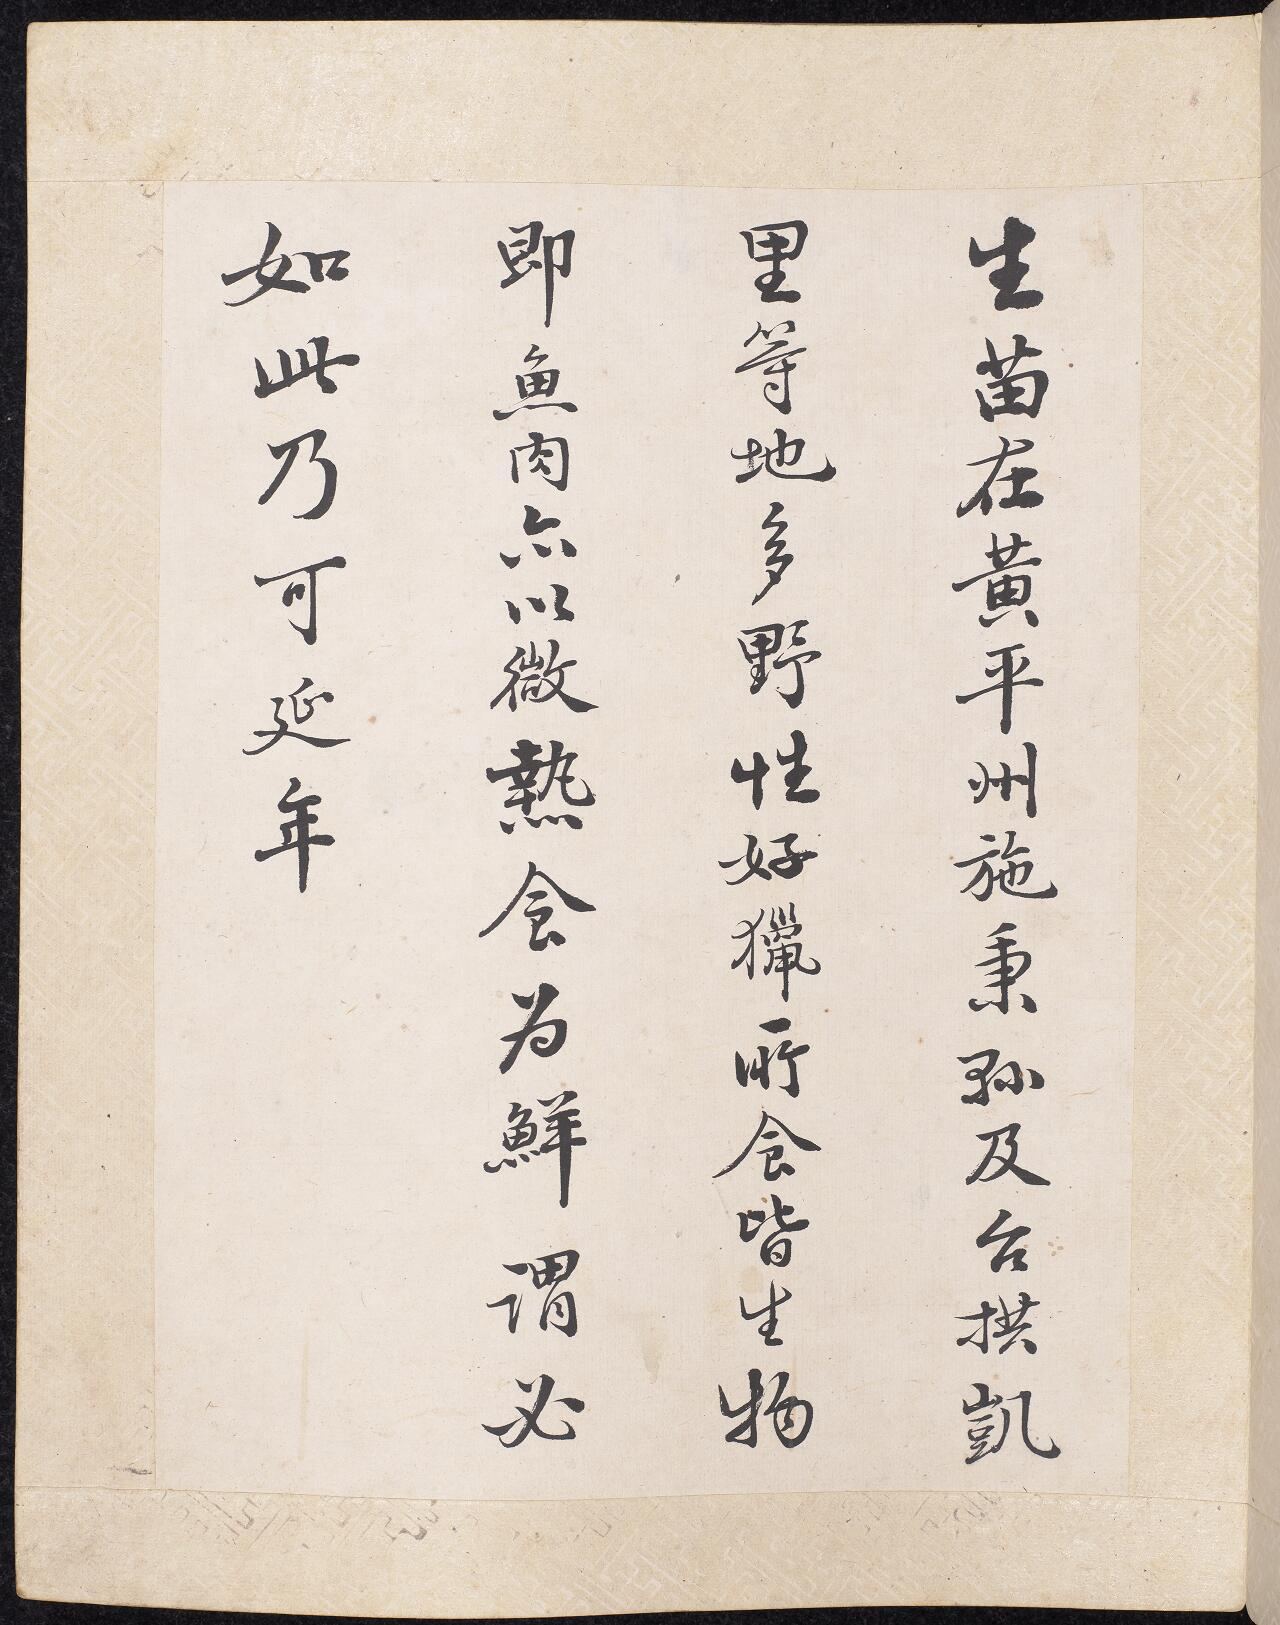 生苗在黃平州施秉縣及台拱凱
里等地多野性好獵所食皆生物
即魚肉亦以微熱食為鮮謂必
如此乃可延年